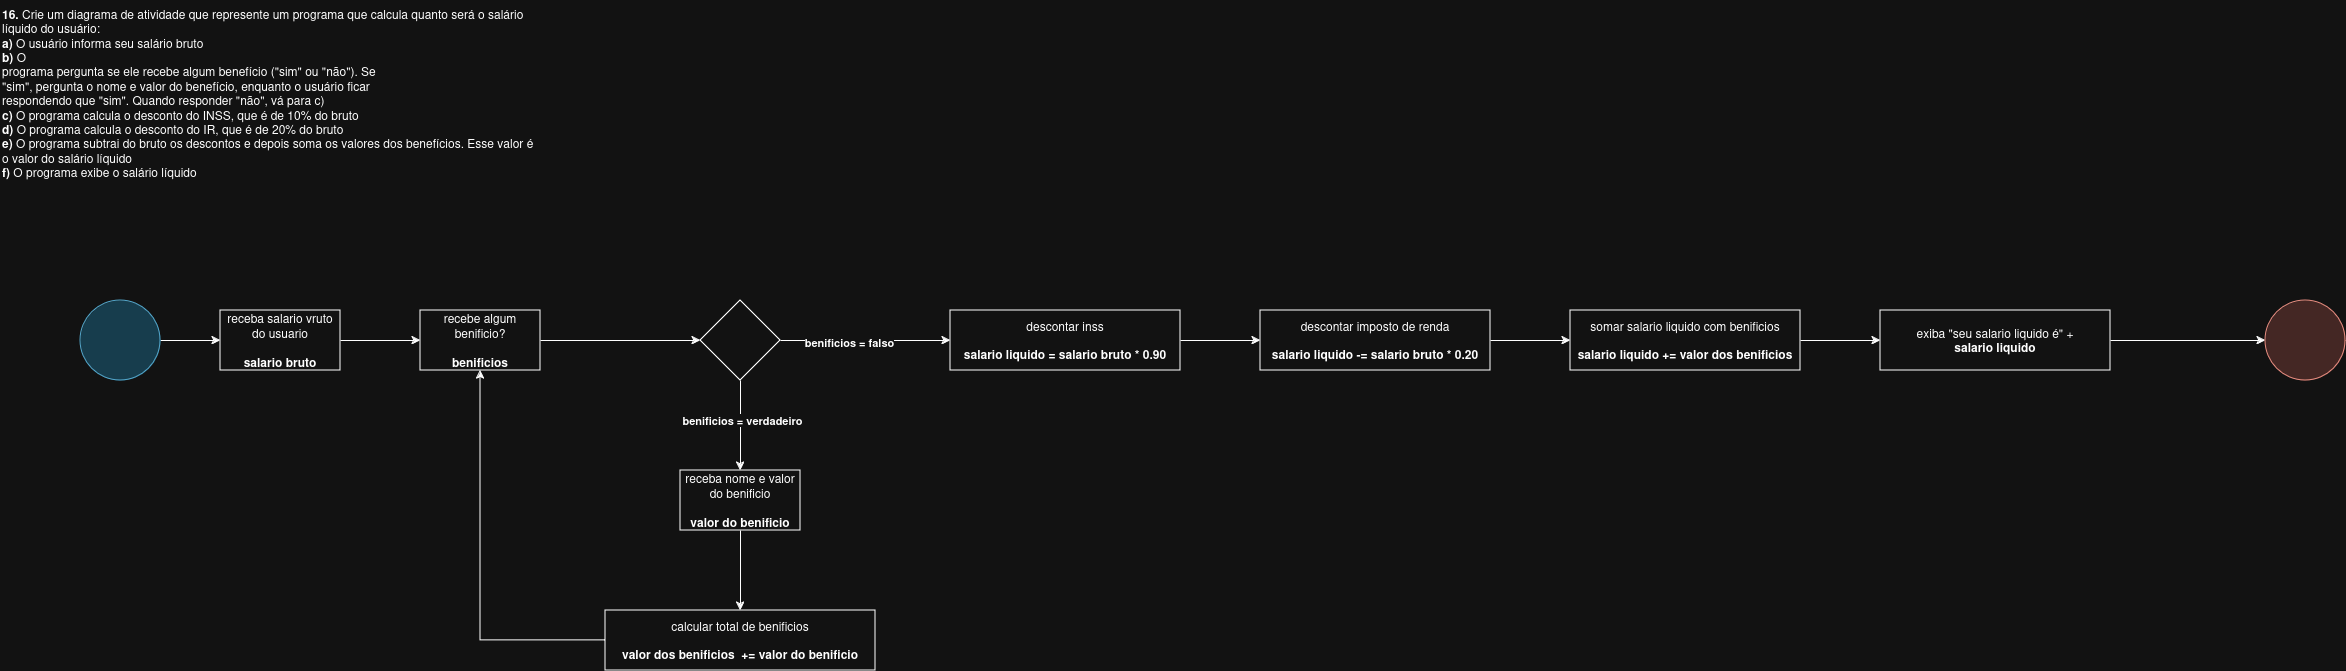 16. Crie um diagrama de atividade que represente um programa que calcula quanto será o salário
líquido do usuário:
a) O usuário informa seu salário bruto
b) O
programa pergunta se ele recebe algum benefício ("sim" ou "não"). Se
"sim", pergunta o nome e valor do benefício, enquanto o usuário ficar
respondendo que "sim". Quando responder "não", vá para c)
c) O programa calcula o desconto do INSS, que é de 10% do bruto
d) O programa calcula o desconto do IR, que é de 20% do bruto
e) O programa subtrai do bruto os descontos e depois soma os valores dos benefícios. Esse valor é
o valor do salário líquido
f) O programa exibe o salário líquido
receba salario vruto
do usuario
salario bruto
recebe algum
benificio?
benificios
benificios = falso
descontar inss
salario liquido = salario bruto * 0.90
descontar imposto de renda
salario liquido -= salario bruto * 0.20
somar salario liquido com benificios
salario liquido += valor dos benificios
exiba "seu salario liquido é" +
salario liquido
benificios = verdadeiro
receba nome e valor
do benificio
valor do benificio
calcular total de benificios
valor dos benificios += valor do benificio